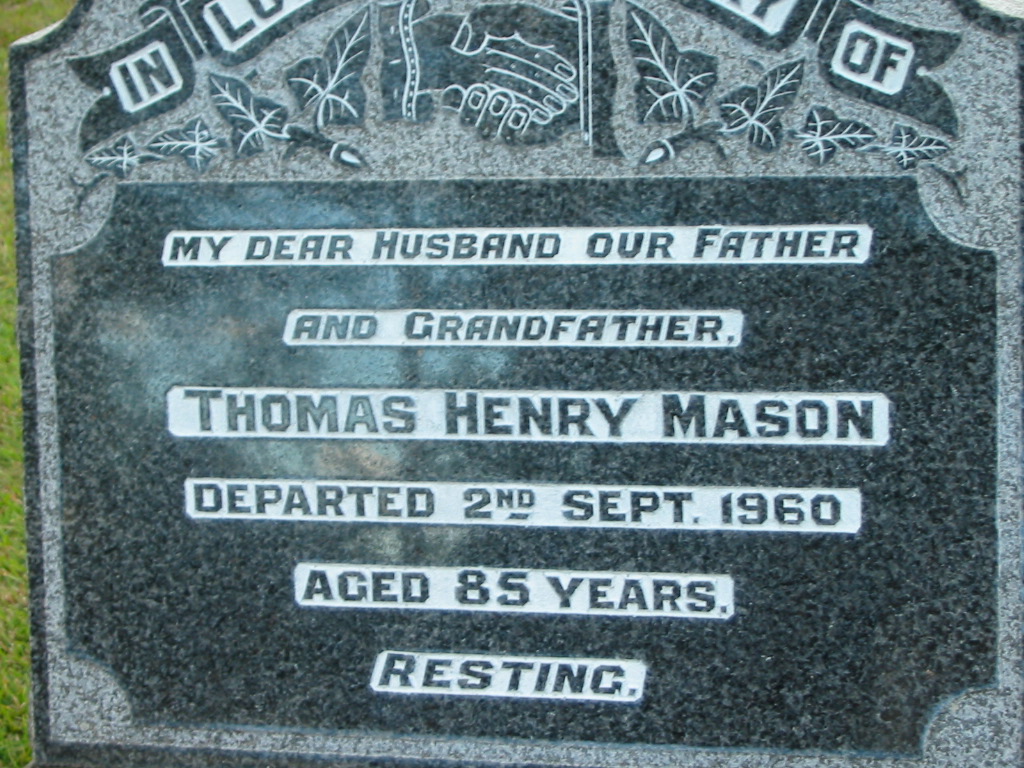 IN
OF
MY DEAR HUSBAND OUR FATHER
AND GRANDFATHER,
THOMAS HENRY MASON
DEPARTED 2ND SEPT. 1960
AGED 85 YEARS.
RESTING.